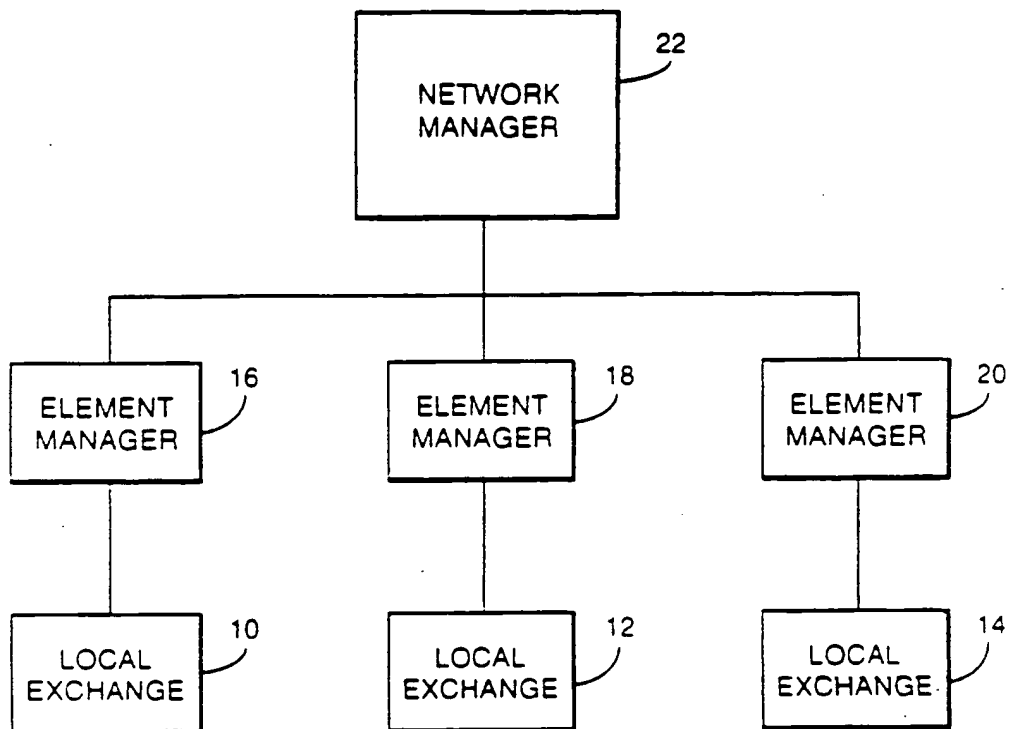 22
NETWORK
MANAGER
16
ELEMENT
MANAGER
18
ELEMENT
MANAGER
20
ELEMENT
MANAGER
10
LOCAL
EXCHANGE
12
LOCAL
EXCHANGE
14
LOCAL
EXCHANGE